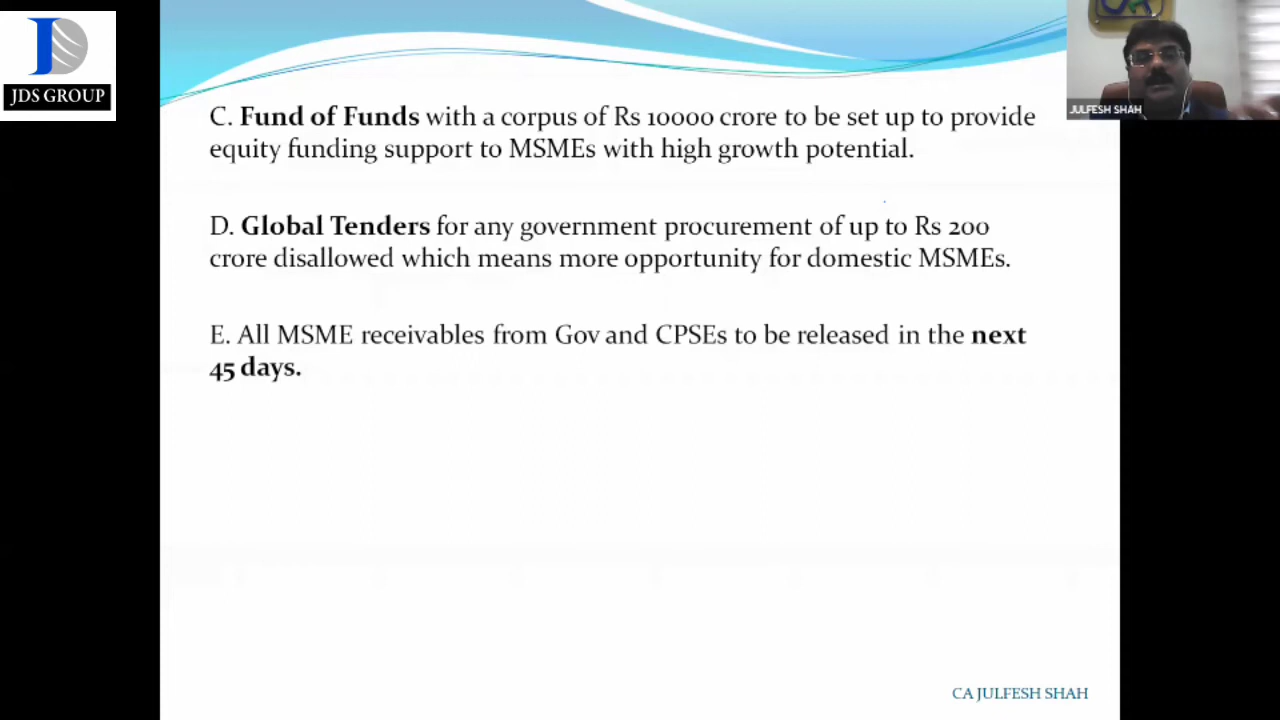 JDS GROUP
JULFESH SHAH
C. Fund of Funds with a corpus of Rs 10000 crore to be set up to provide
equity funding support to MSMEs with high growth potential.
D. Global Tenders for any government procurement of up to Rs 200
crore disallowed which means more opportunity for domestic MSMEs.
E. All MSME receivables from Gov and CPSEs to be released in the next
45 days.
CA JULFESH SHAH